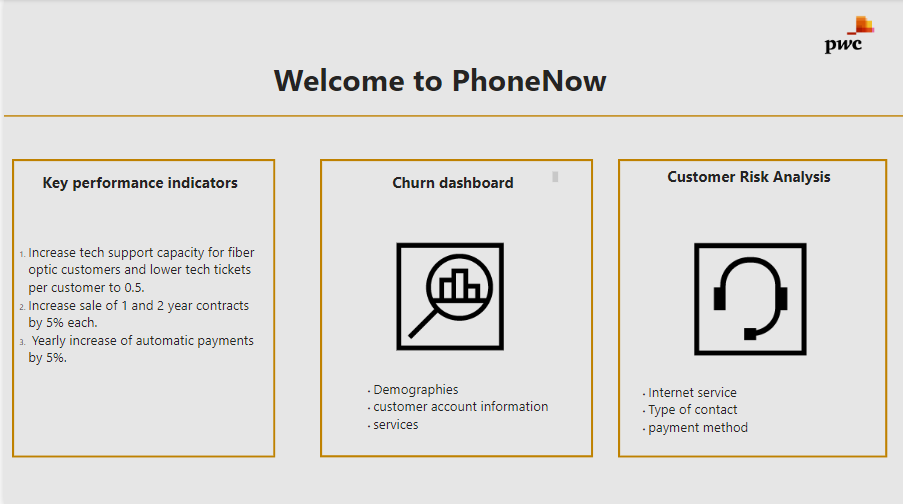 pwc
Welcome to PhoneNow
Key performance indicators
1. Increase tech support capacity for fiber
optic customers and lower tech tickets
per customer to 0.5.
2. Increase sale of 1 and 2 year contracts
by 5% each.
3. Yearly increase of automatic payments
by 5%.
Churn dashboard
• Demographies
• customer account information
• services
Customer Risk Analysis
• Internet service
• Type of contact
• payment method